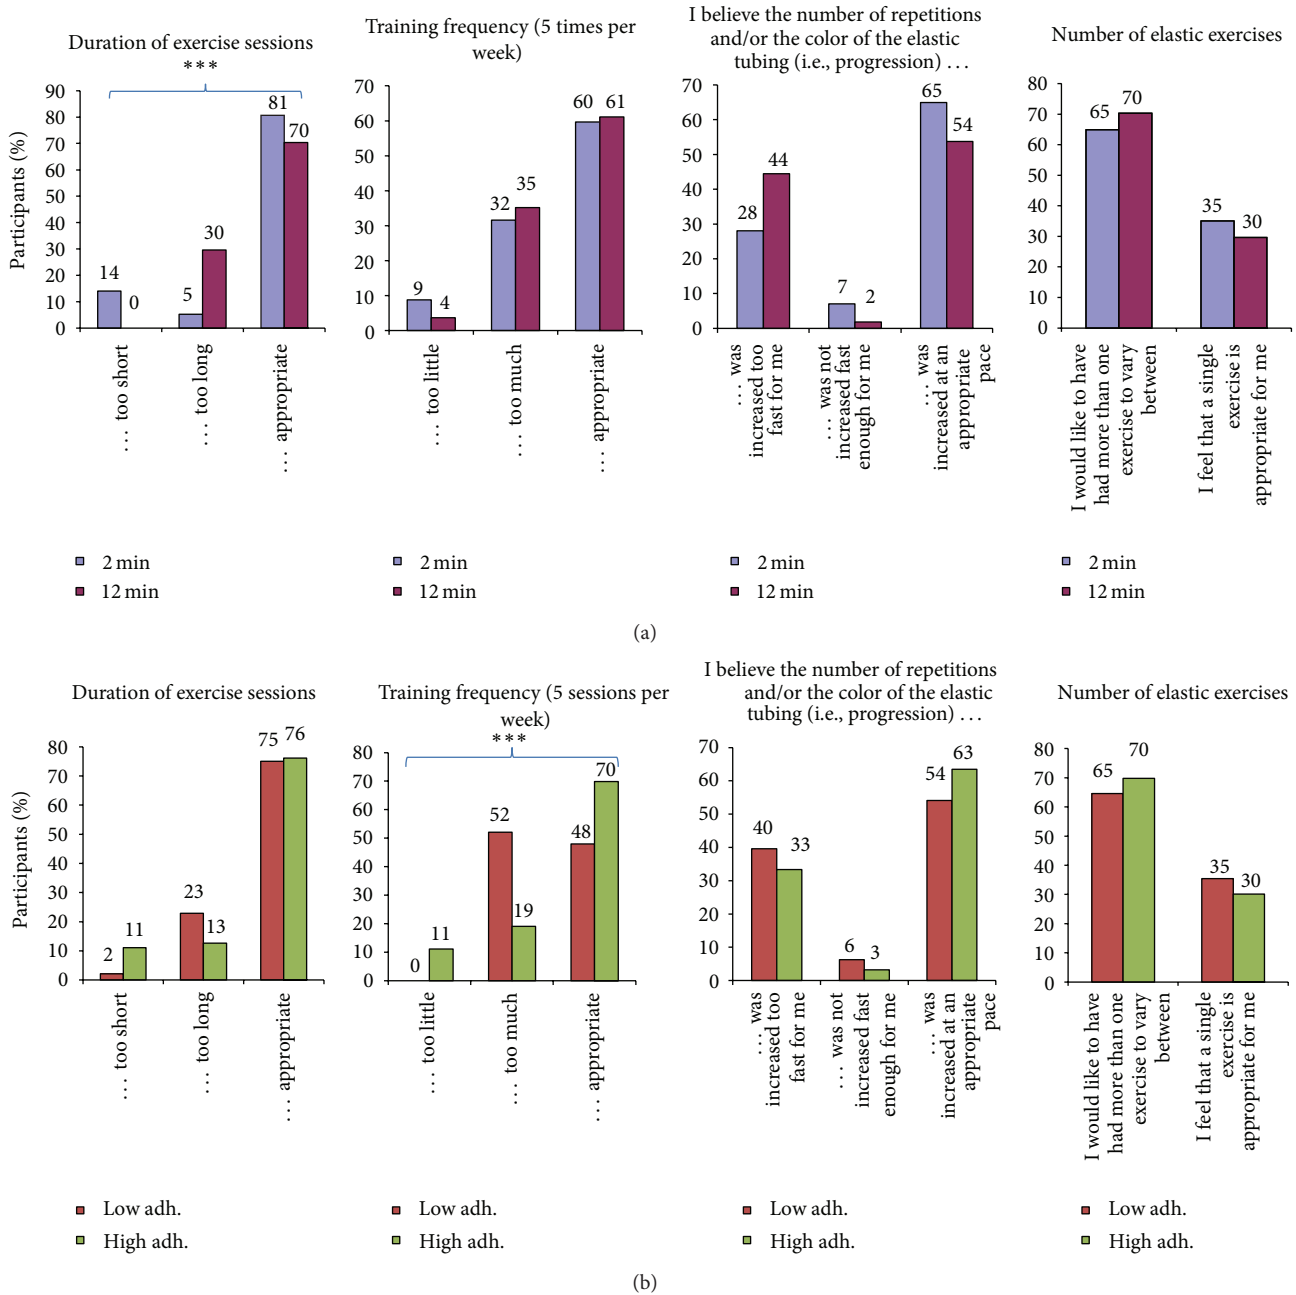 Duration of exercise sessions
***
Participants (%)
90
80
70
60
50
40
30
20
10
0
14
0
5
30
81
70
... too short
... too long
... appropriate
2 min
12 min
Training frequency (5 times per
week)
70
60
50
40
30
20
10
0
9
4
32
35
60
61
... too little
... too much
... appropriate
2 min
12 min
I believe the number of repetitions
and/or the color of the elastic
tubing (i.e., progression) ...
70
60
50
40
30
20
10
0
28
44
7
2
65
54
... was
increased too
fast for me
... was not
increased fast
enough for me
... was
increased at an
appropriate
pace
2 min
12 min
Number of elastic exercises
80
70
60
50
40
30
20
10
0
65
70
35
30
I would like to have
had more than one
exercise to vary
between
I feel that a single
exercise is
appropriate for me
2 min
12 min
(a)
Duration of exercise sessions
Participants (%)
80
70
60
50
40
30
20
10
0
2
11
23
13
75
76
... too short
... too long
... appropriate
Low adh.
High adh.
Training frequency (5 sessions per
week)
***
80
70
60
50
40
30
20
10
0
0
11
52
19
48
70
... too little
... too much
... appropriate
Low adh.
High adh.
I believe the number of repetitions
and/or the color of the elastic
tubing (i.e., progression) ...
70
60
50
40
30
20
10
0
40
33
6
3
54
63
... was
increased too
fast for me
... was not
increased fast
enough for me
... was
increased at an
appropriate
pace
Low adh.
High adh.
Number of elastic exercises
80
70
60
50
40
30
20
10
0
65
70
35
30
I would like to have
had more than one
exercise to vary
between
I feel that a single
exercise is
appropriate for me
Low adh.
High adh.
(b)